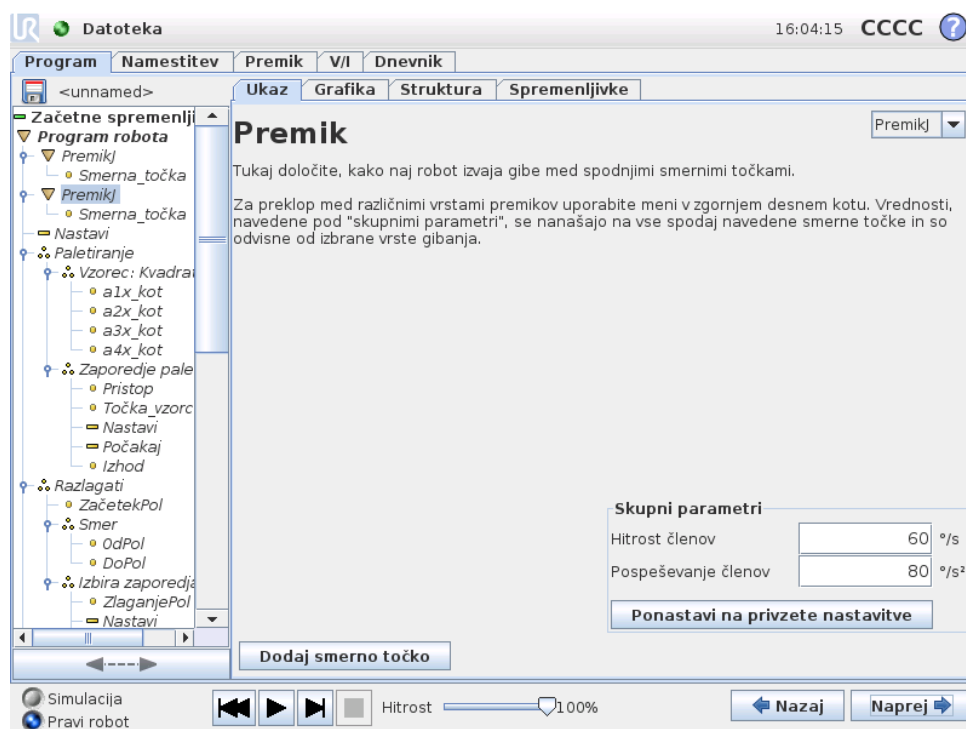 UR Datoteka 16:04:15 CCCC ?
Program Namestitev Premik V/I Dnevnik
<unnamed>
Ukaz Grafika Struktura Spremenljivke
Začetne spremenlji
Program robota
PremikJ
Smerna_točka
PremikJ
Smerna_točka
Nastavi
Paletiranje
Vzorec: Kvadrat
a1x_kot
a2x_kot
a3x_kot
a4x_kot
Zaporedje pale
Pristop
Točka_vzorc
Nastavi
Počakaj
Izhod
Razlagati
ZačetekPol
Smer
OdPol
DoPol
Izbira zaporedja
ZlaganjePol
Nastavi
Premik
PremikJ
Tukaj določite, kako naj robot izvaja gibe med spodnjimi smernimi točkami.
Za preklop med različnimi vrstami premikov uporabite meni v zgornjem desnem kotu. Vrednosti,
navedene pod "skupnimi parametri", se nanašajo na vse spodaj navedene smerne točke in so
odvisne od izbrane vrste gibanja.
Skupni parametri
Hitrost členov 60 °/s
Pospeševanje členov 80 °/s²
Ponastavi na privzete nastavitve
Dodaj smerno točko
Simulacija
Pravi robot
Hitrost 100%
Nazaj Naprej